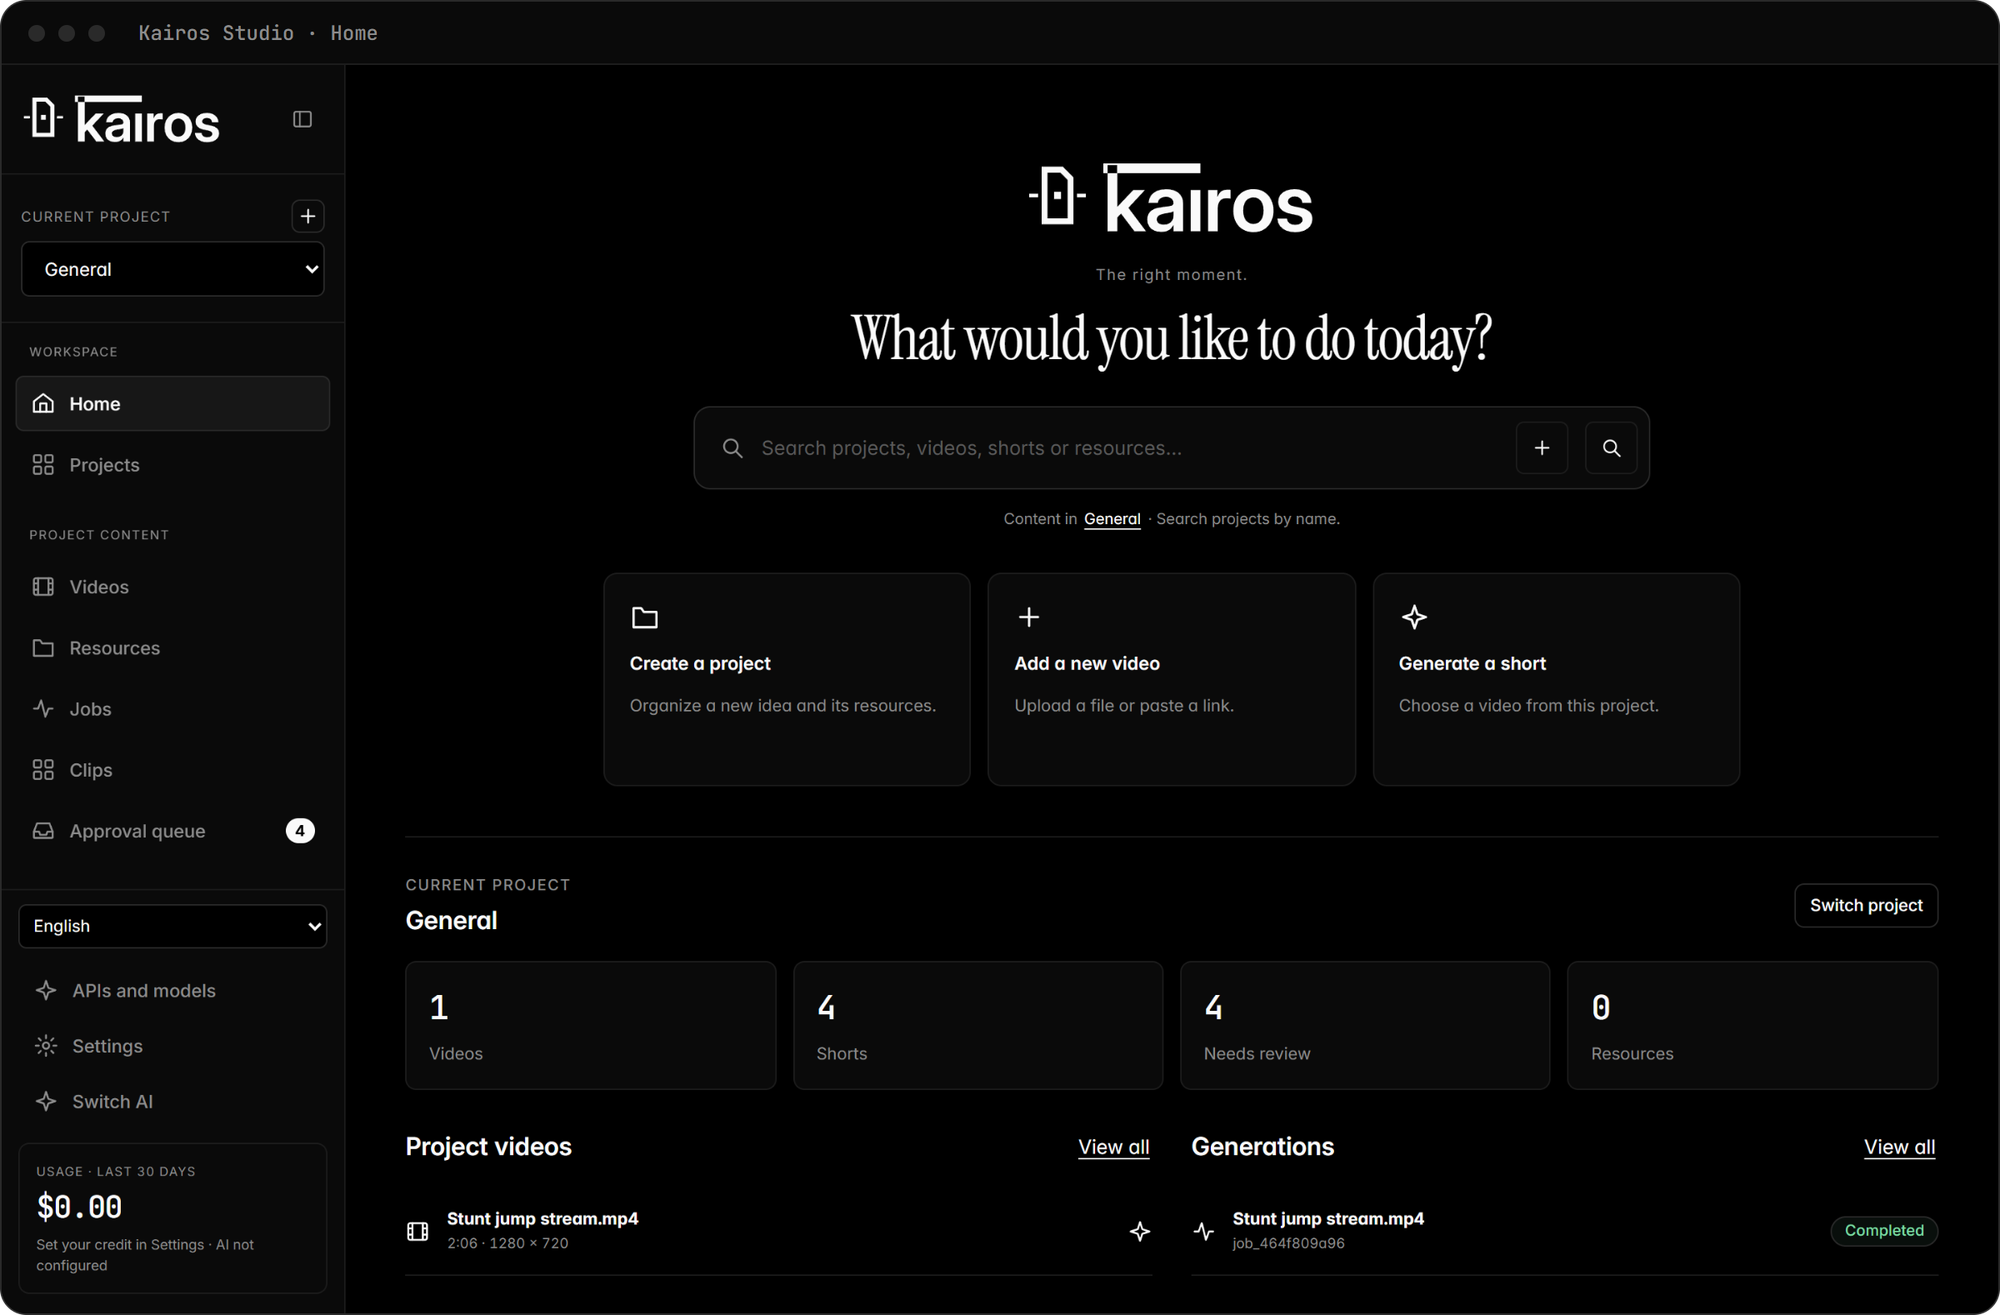 Kairos Studio · Home
kairos
CURRENT PROJECT
General
WORKSPACE
Home
Projects
PROJECT CONTENT
Videos
Resources
Jobs
Clips
Approval queue 4
English
APIs and models
Settings
Switch AI
USAGE · LAST 30 DAYS
$0.00
Set your credit in Settings · AI not
configured
kairos
The right moment.
What would you like to do today?
Search projects, videos, shorts or resources...
Content in General · Search projects by name.
Create a project
Organize a new idea and its resources.
Add a new video
Upload a file or paste a link.
Generate a short
Choose a video from this project.
CURRENT PROJECT
General
Switch project
1
Videos
4
Shorts
4
Needs review
0
Resources
Project videos
View all
Stunt jump stream.mp4
2:06 · 1280 × 720
Generations
View all
Stunt jump stream.mp4
job_464f809a96
Completed